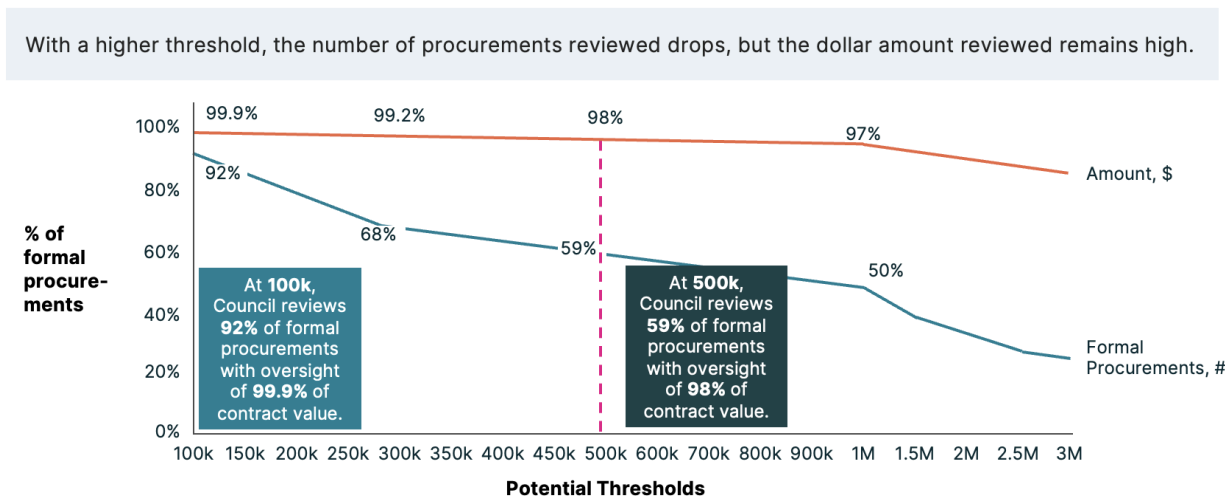 With a higher threshold, the number of procurements reviewed drops, but the dollar amount reviewed remains high.
99.9%
99.2%
98%
97%
100%
80%
60%
40%
20%
0%
% of
formal
procure-
ments
92%
68%
59%
50%
Amount, $
Formal
Procurements, #
At 100k,
Council reviews
92% of formal
procurements
with oversight
of 99.9% of
contract value.
At 500k,
Council reviews
59% of formal
procurements
with oversight
of 98% of
contract value.
100k 150k 200k 250k 300k 350k 400k 450k 500k 600k 700k 800k 900k 1M 1.5M 2M 2.5M 3M
Potential Thresholds